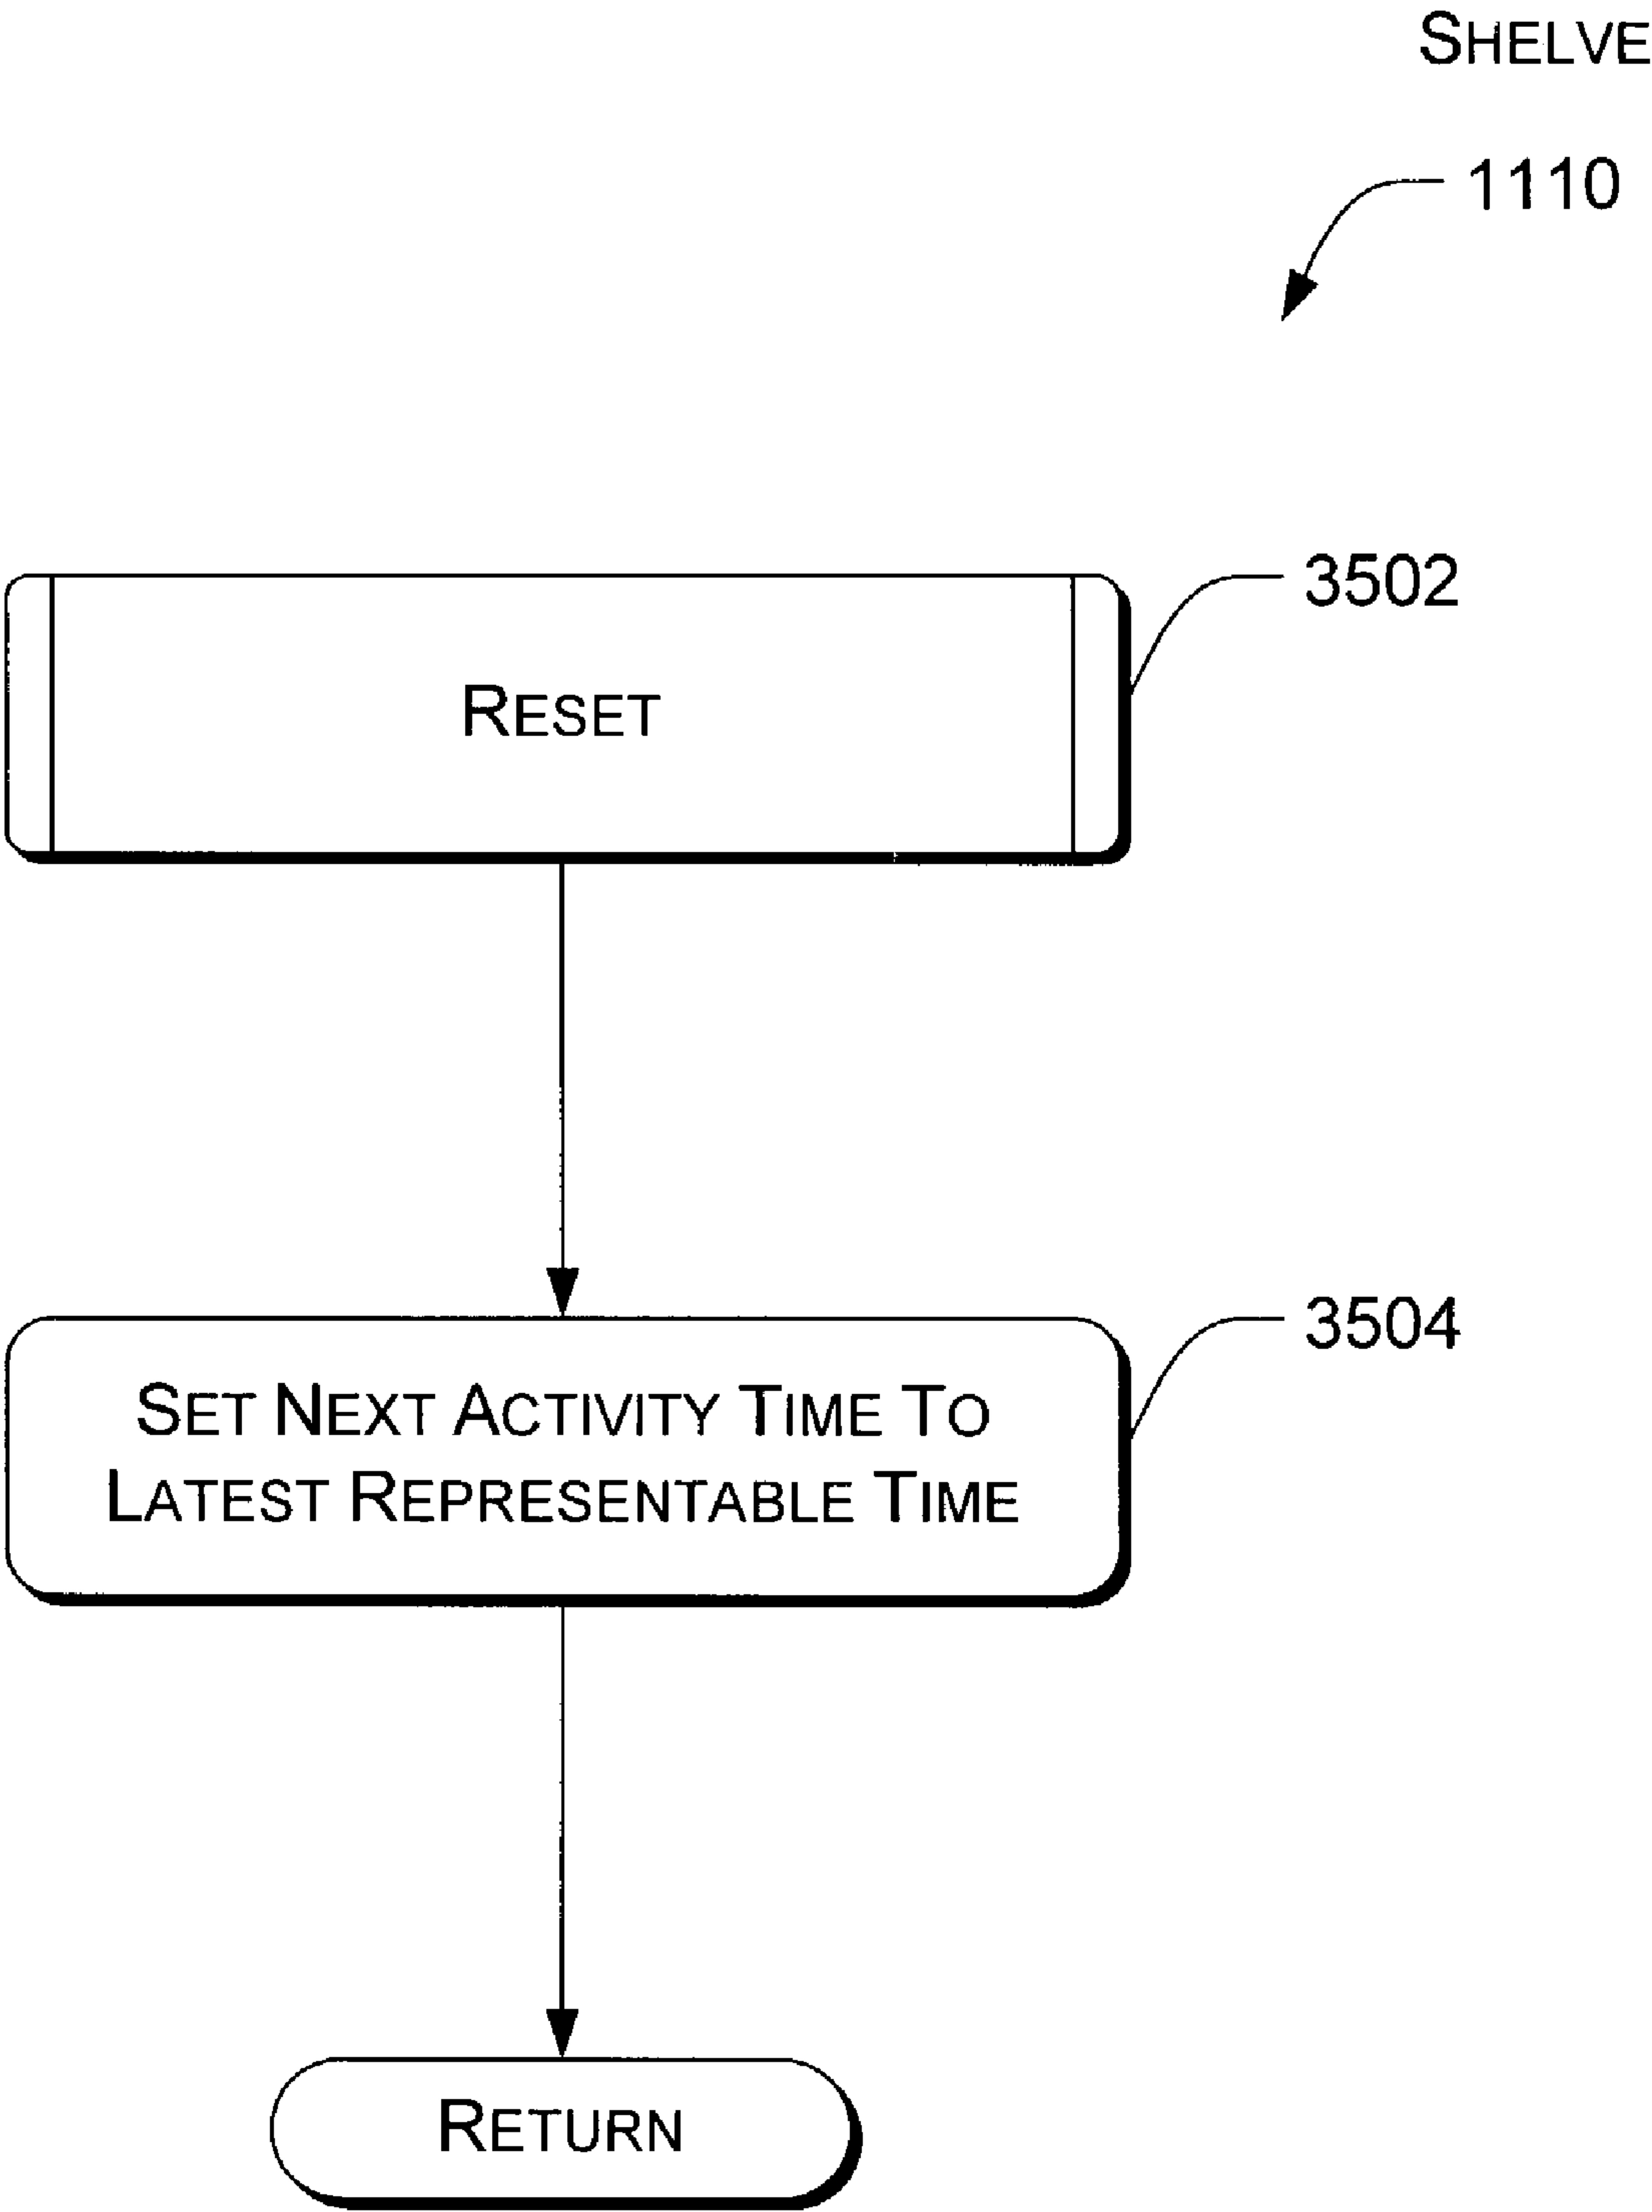 SHELVE
1110
3502
RESET
3504
SET NEXT ACTIVITY TIME TO
LATEST REPRESENTABLE TIME
RETURN